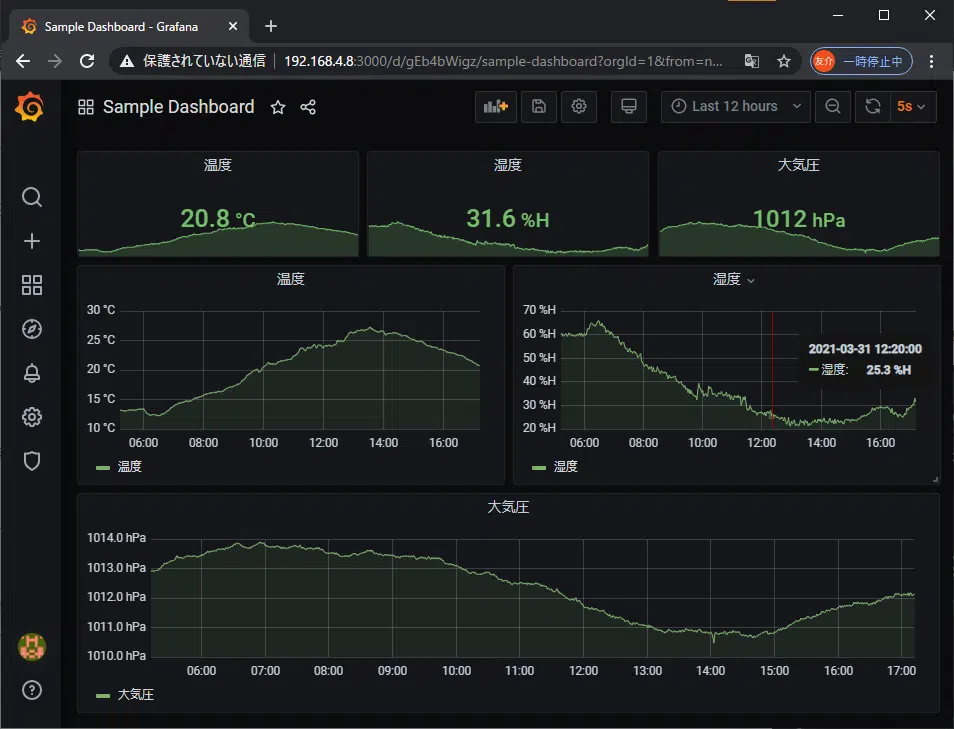 Sample Dashboard - Grafana
保護されていない通信 192.168.4.8:3000/d/gEb4bWigz/sample-dashboard?orgId=1&from=n... 友介 一時停止中
Sample Dashboard Last 12 hours 5s
温度 湿度 大気圧
20.8 °C 31.6 %H 1012 hPa
温度
30 °C
25 °C
20 °C
15 °C
10 °C
06:00 08:00 10:00 12:00 14:00 16:00
温度
湿度
70 %H
60 %H
50 %H
40 %H
30 %H
20 %H
2021-03-31 12:20:00
湿度: 25.3 %H
06:00 08:00 10:00 12:00 14:00 16:00
湿度
大気圧
1014.0 hPa
1013.0 hPa
1012.0 hPa
1011.0 hPa
1010.0 hPa
06:00 07:00 08:00 09:00 10:00 11:00 12:00 13:00 14:00 15:00 16:00 17:00
大気圧